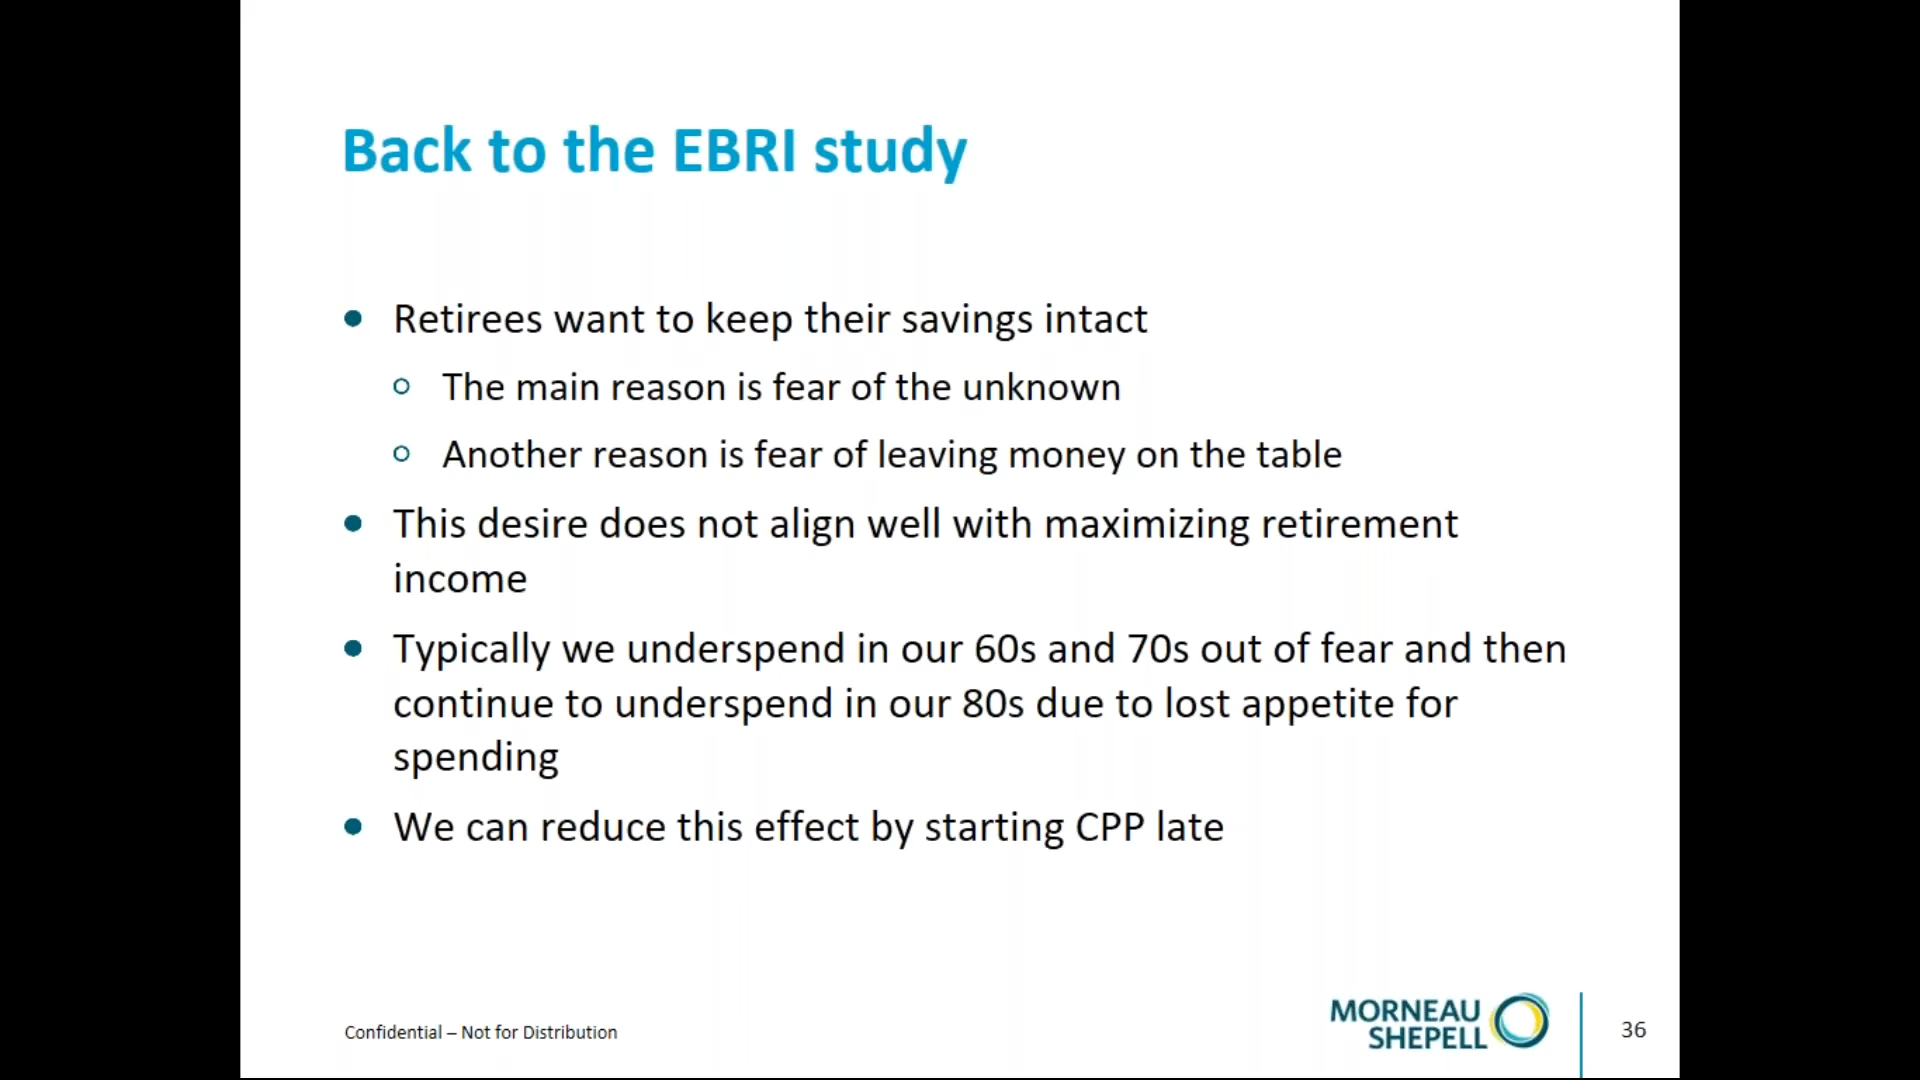 Back to the EBRI study
Retirees want to keep their savings intact
The main reason is fear of the unknown
Another reason is fear of leaving money on the table
This desire does not align well with maximizing retirement
income
Typically we underspend in our 60s and 70s out of fear and then
continue to underspend in our 80s due to lost appetite for
spending
We can reduce this effect by starting CPP late
Confidential – Not for Distribution
MORNEAU
SHEPELL
36